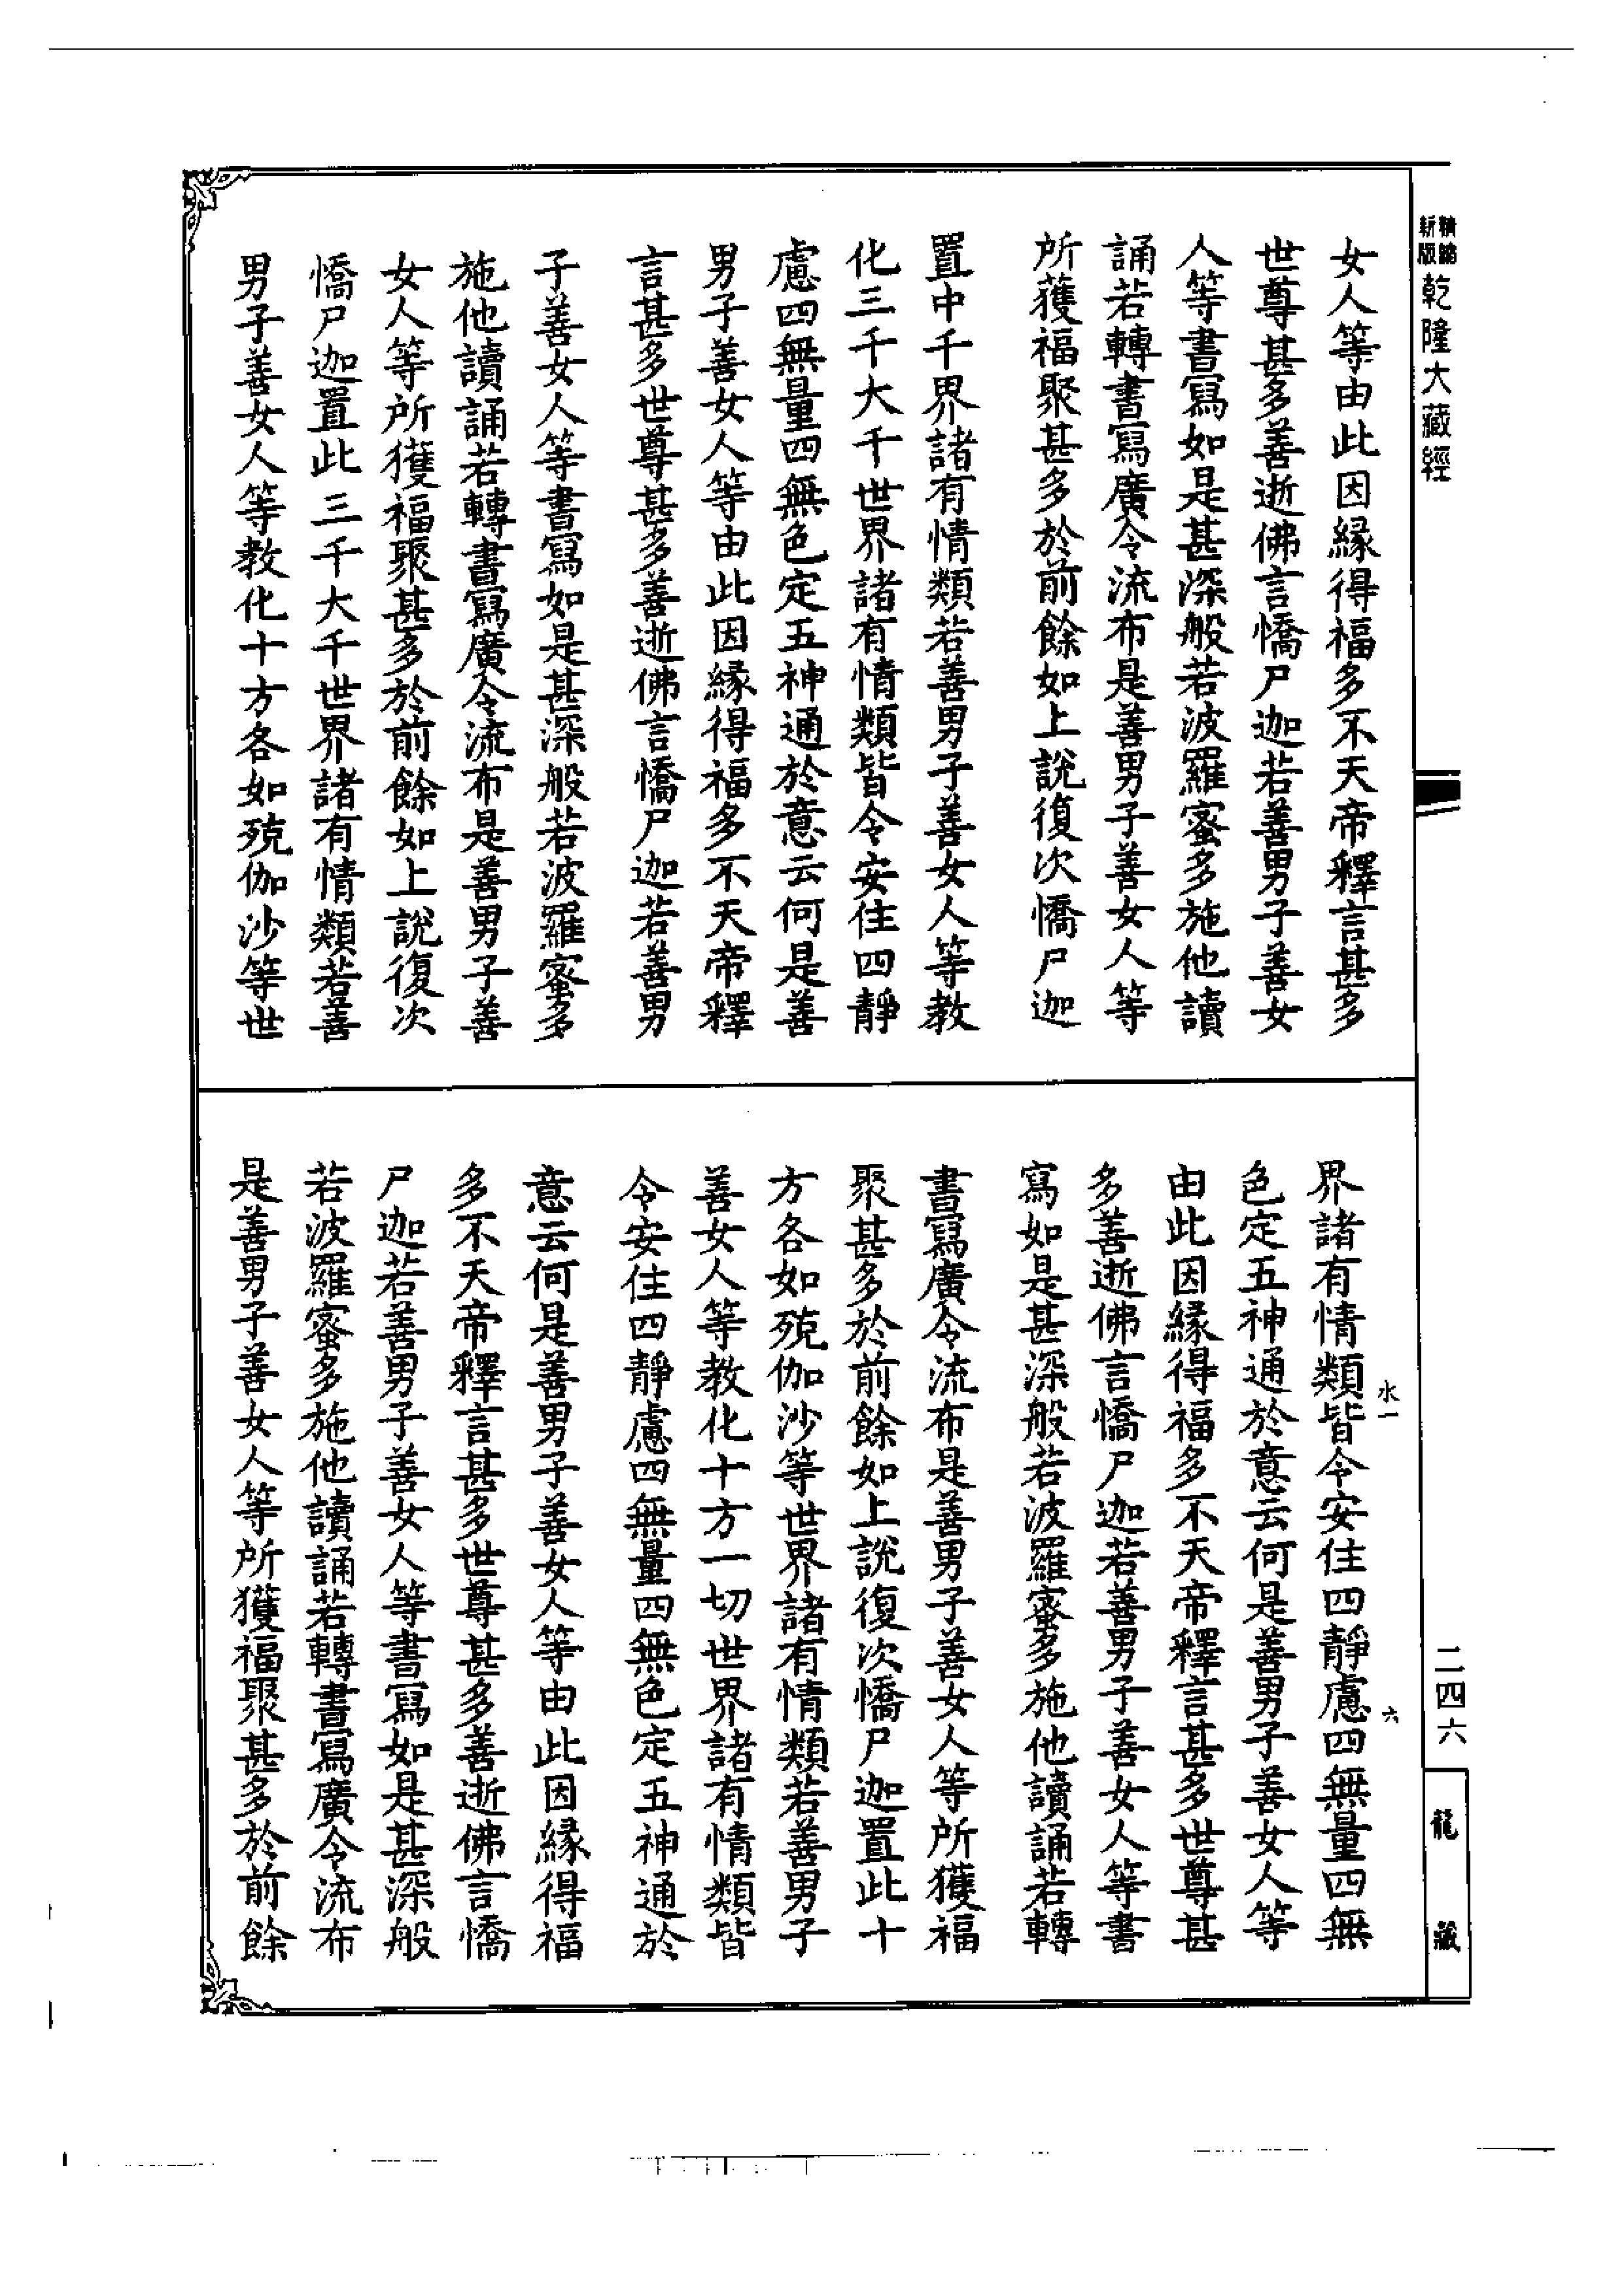 新版
精縮
乾隆大藏經
女人等由此因緣得福多不天帝釋言甚多
世尊甚多善逝佛言憍尸迦若善男子善女
人等書寫如是甚深般若波羅蜜多施他讀
誦若轉書寫廣令流布是善男子善女人等
所獲福聚甚多於前餘如上說復次憍尸迦
置中千界諸有情類若善男子善女人等教
化三千大千世界諸有情類皆令安住四靜
慮四無量四無色定五神通於意云何是善
男子善女人等由此因緣得福多不天帝釋
言甚多世尊甚多善逝佛言憍尸迦若善男
子善女人等書寫如是甚深般若波羅蜜多
施他讀誦若轉書寫廣令流布是善男子善
女人等所獲福聚甚多於前餘如上說復次
憍尸迦置此三千大千世界諸有情類若善
男子善女人等教化十方各如殑伽沙等世
界諸有情類皆令安住四靜慮四無量四無
色定五神通於意云何是善男子善女人等
由此因緣得福多不天帝釋言甚多世尊甚
多善逝佛言憍尸迦若善男子善女人等書
寫如是甚深般若波羅蜜多施他讀誦若轉
書寫廣令流布是善男子善女人等所獲福
聚甚多於前餘如上說復次憍尸迦置此十
方各如殑伽沙等世界諸有情類若善男子
善女人等教化十方一切世界諸有情類皆
令安住四靜慮四無量四無色定五神通於
意云何是善男子善女人等由此因緣得福
多不天帝釋言甚多世尊甚多善逝佛言憍
尸迦若善男子善女人等書寫如是甚深般
若波羅蜜多施他讀誦若轉書寫廣令流布
是善男子善女人等所獲福聚甚多於前餘
水一
六
二四六
龍藏